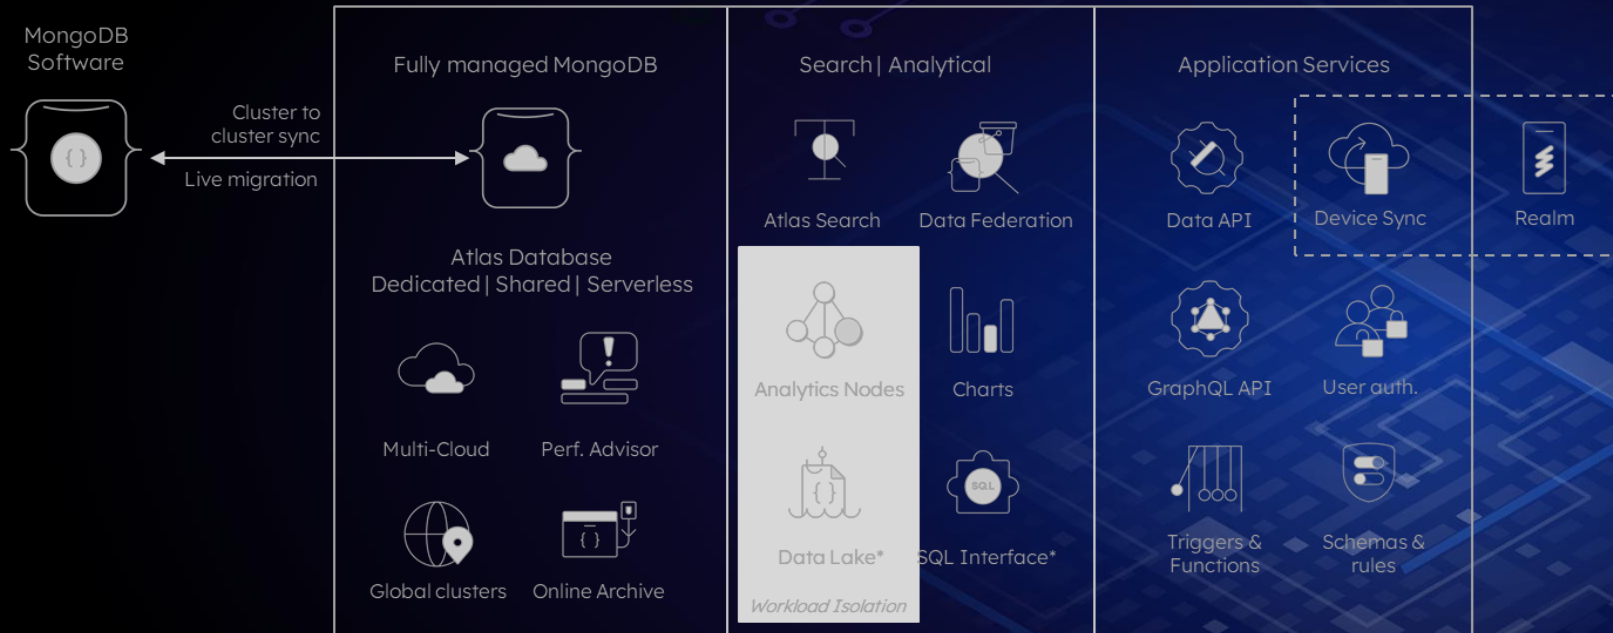 MongoDB
Software
{ }
Cluster to
cluster sync
Live migration
Fully managed MongoDB
Atlas Database
Dedicated | Shared | Serverless
Multi-Cloud
!
Perf. Advisor
Global clusters
{ }
Online Archive
Search | Analytical
Atlas Search
Data Federation
Analytics Nodes
Charts
{ }
Data Lake*
SQL
SQL Interface*
Workload Isolation
Application Services
Data API
Device Sync
Realm
GraphQL API
User auth.
Triggers &
Functions
Schemas &
rules